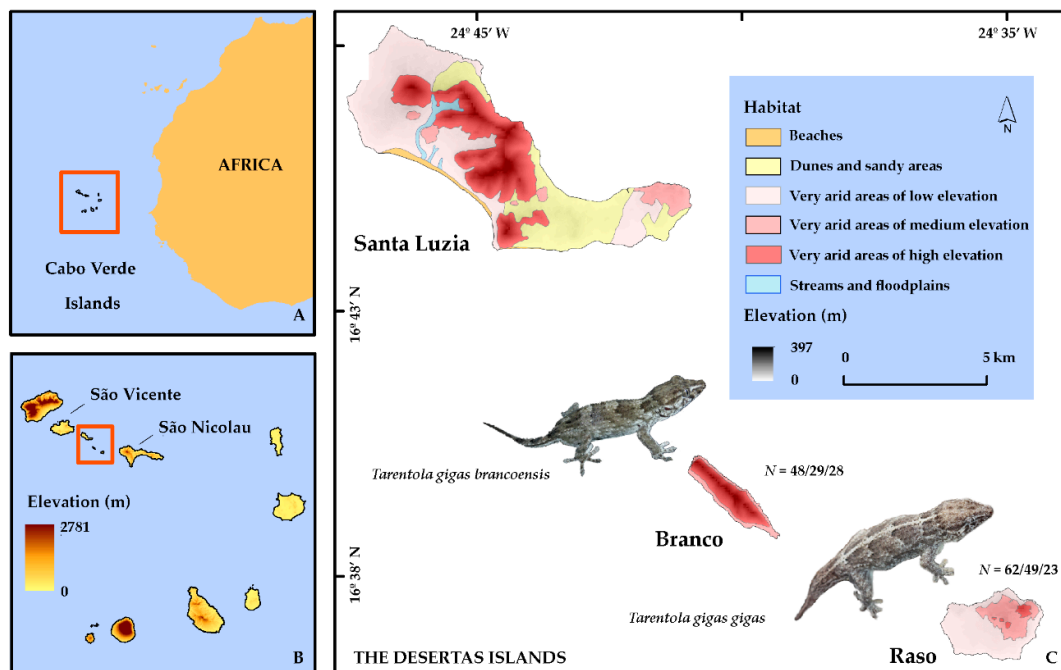 AFRICA
Cabo Verde
Islands
A
São Vicente
São Nicolau
Elevation (m)
2781
0
B
24° 45′ W
24° 35′ W
16° 43′ N
16° 38′ N
Habitat
N
Beaches
Dunes and sandy areas
Very arid areas of low elevation
Very arid areas of medium elevation
Very arid areas of high elevation
Streams and floodplains
Elevation (m)
397
0
0
5 km
Santa Luzia
Tarentola gigas brancoensis
N = 48/29/28
Branco
N = 62/49/23
Tarentola gigas gigas
Raso
THE DESERTAS ISLANDS
C